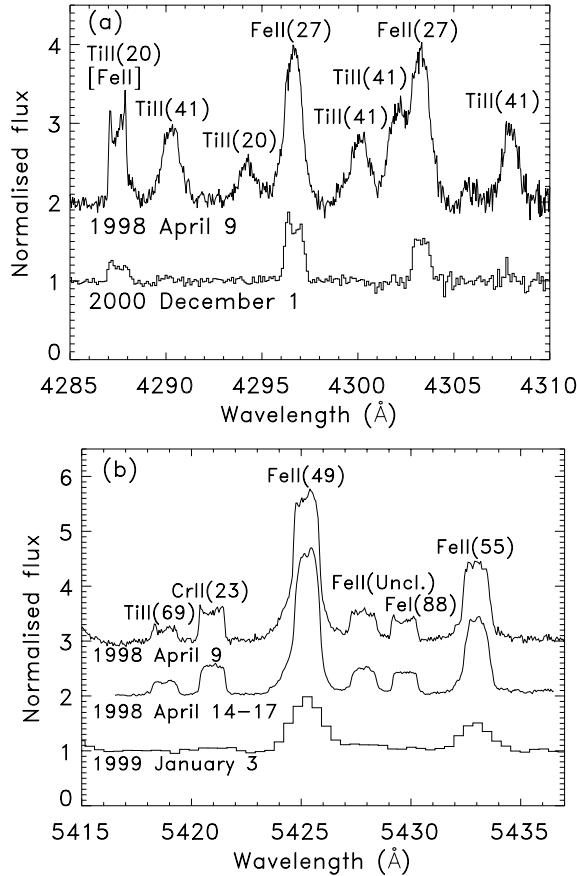 (a)
TiII(20)
[FeII]
TiII(41)
TiII(20)
FeII(27)
TiII(41)
TiII(41)
FeII(27)
TiII(41)
4
3
2
1
0
Normalised flux
1998 April 9
2000 December 1
4285 4290 4295 4300 4305 4310
Wavelength (Å)
(b)
FeII(49)
FeII(55)
CrII(23)
FeII(Uncl.)
TiII(69)
FeI(88)
6
5
4
3
2
1
0
Normalised flux
1998 April 9
1998 April 14-17
1999 January 3
5415 5420 5425 5430 5435
Wavelength (Å)